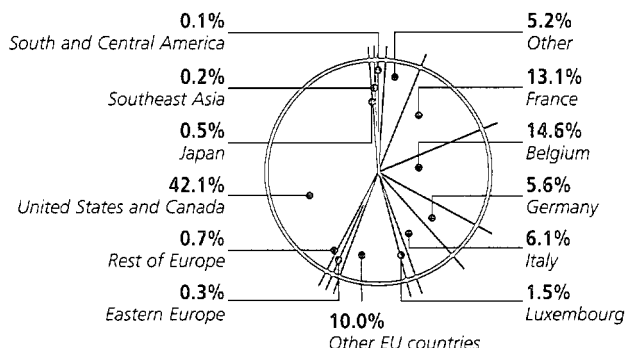 0.1%
South and Central America
0.2%
Southeast Asia
0.5%
Japan
42.1%
United States and Canada
0.7%
Rest of Europe
0.3%
Eastern Europe
10.0%
Other EU countries
5.2%
Other
13.1%
France
14.6%
Belgium
5.6%
Germany
6.1%
Italy
1.5%
Luxembourg